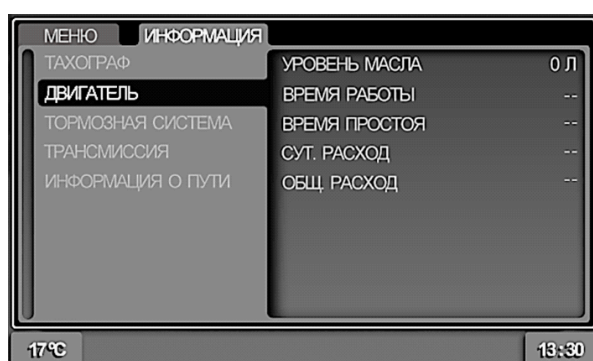 МЕНЮ ИНФОРМАЦИЯ
ТАХОГРАФ
ДВИГАТЕЛЬ
ТОРМОЗНАЯ СИСТЕМА
ТРАНСМИССИЯ
ИНФОРМАЦИЯ О ПУТИ
УРОВЕНЬ МАСЛА 0 Л
ВРЕМЯ РАБОТЫ --
ВРЕМЯ ПРОСТОЯ --
СУТ. РАСХОД --
ОБЩ. РАСХОД --
17°C 13:30